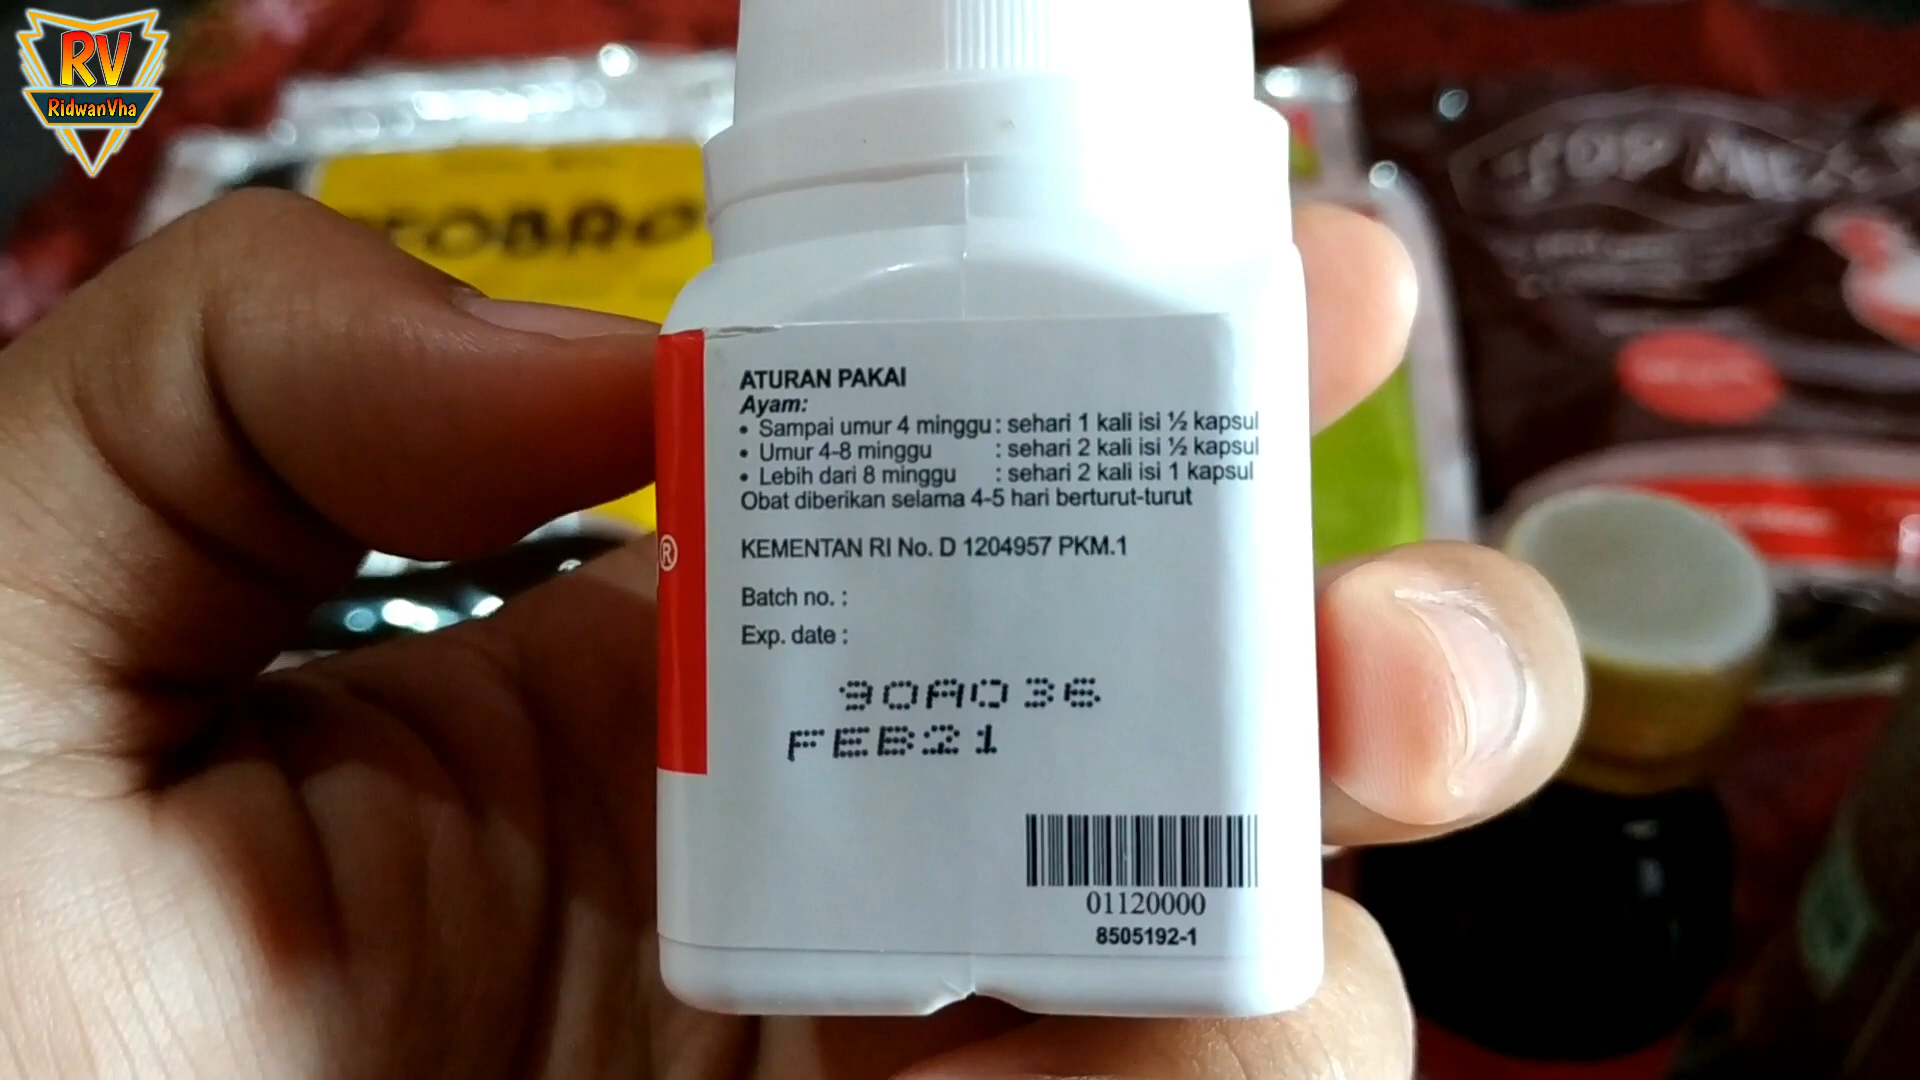 RV
RidwanVha
TOP MIX
ATURAN PAKAI
Ayam:
• Sampai umur 4 minggu : sehari 1 kali isi ½ kapsul
• Umur 4-8 minggu : sehari 2 kali isi ½ kapsul
• Lebih dari 8 minggu : sehari 2 kali isi 1 kapsul
Obat diberikan selama 4-5 hari berturut-turut
KEMENTAN RI No. D 1204957 PKM.1
®
Batch no. :
Exp. date :
90A036
FEB21
01120000
8505192-1